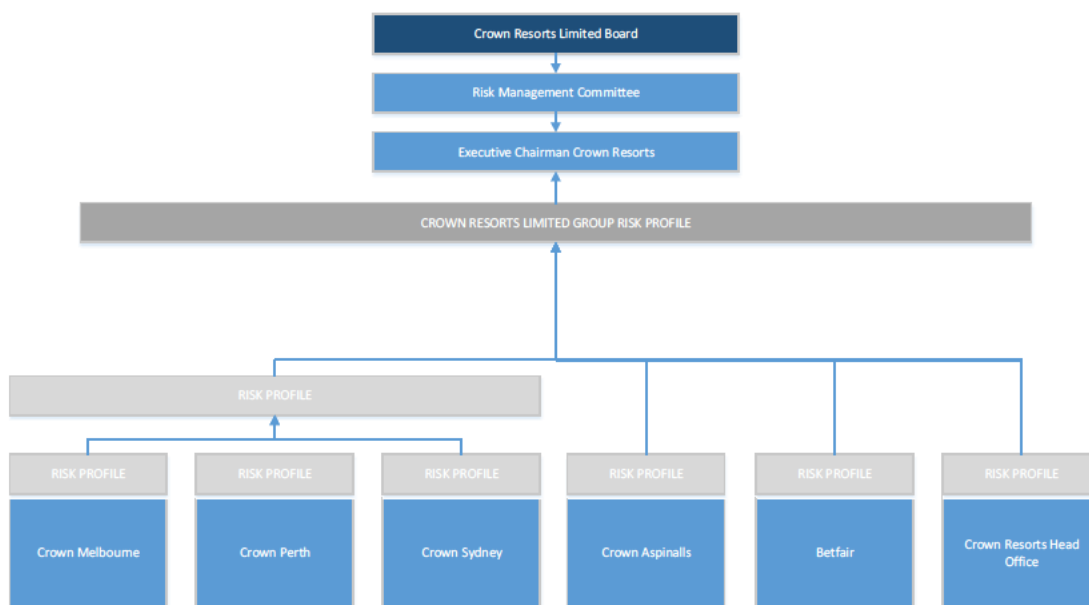 Crown Resorts Limited Board
Risk Management Committee
Executive Chairman Crown Resorts
CROWN RESORTS LIMITED GROUP RISK PROFILE
RISK PROFILE
RISK PROFILE
RISK PROFILE
RISK PROFILE
RISK PROFILE
RISK PROFILE
RISK PROFILE
Crown Melbourne
Crown Perth
Crown Sydney
Crown Aspinalls
Betfair
Crown Resorts Head
Office